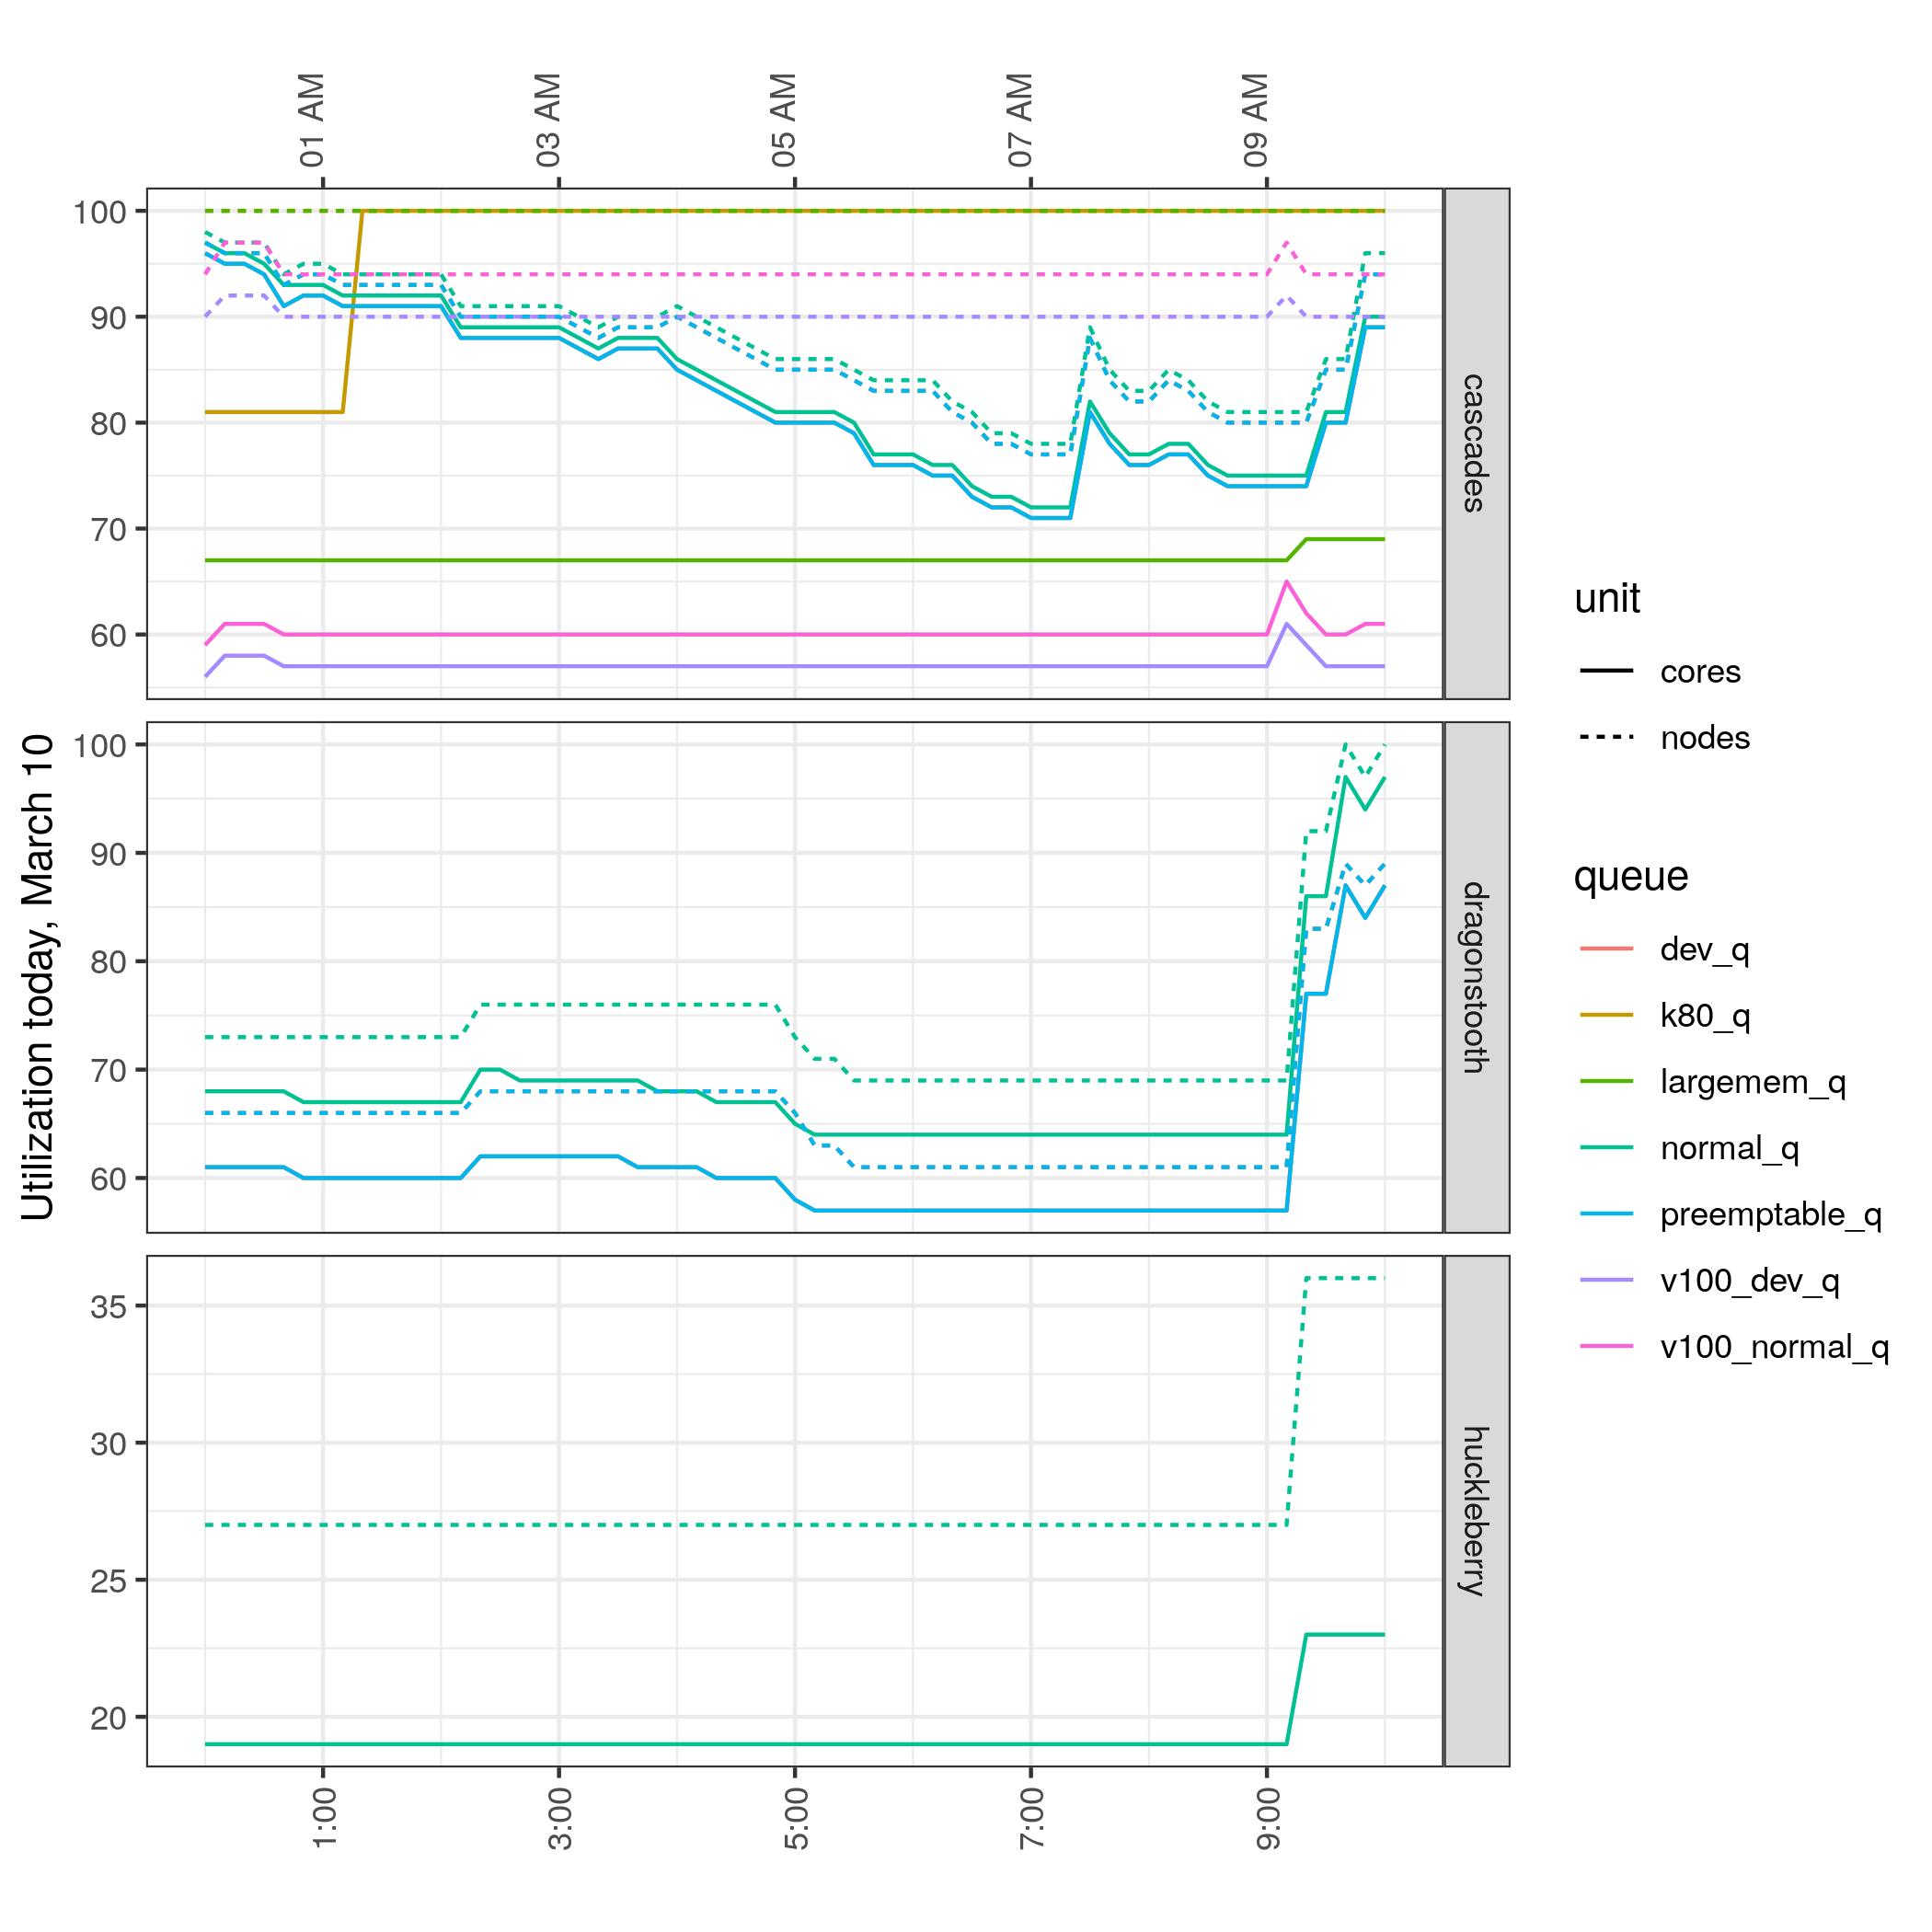 01 AM
03 AM
05 AM
07 AM
09 AM
Utilization today, March 10
100
90
80
70
60
cascades
100
90
80
70
60
dragonstooth
35
30
25
20
huckleberry
1:00
3:00
5:00
7:00
9:00
unit
cores
nodes
queue
dev_q
k80_q
largemem_q
normal_q
preemptable_q
v100_dev_q
v100_normal_q